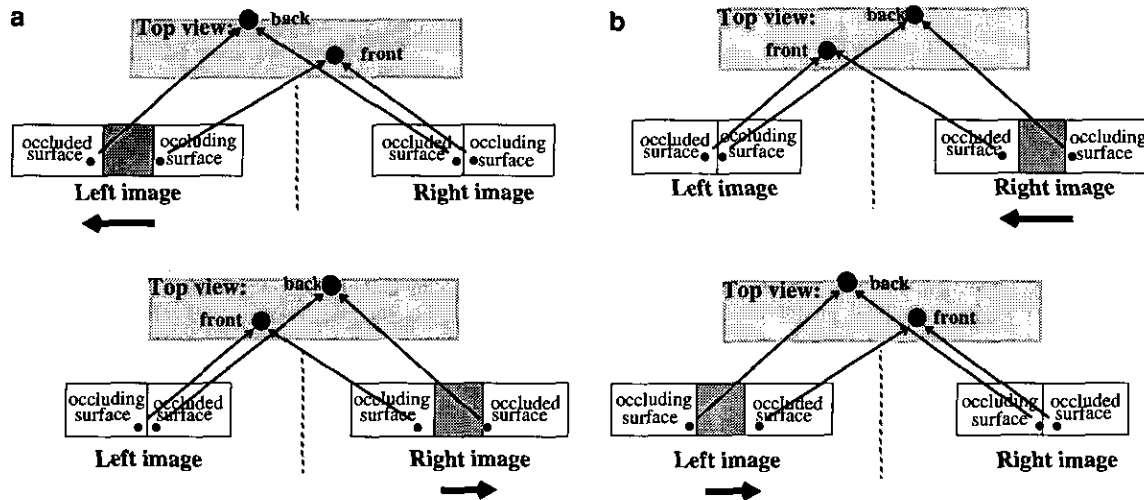 a
back
Top view:
front
occluded
surface
occluding
surface
occluded
surface
occluding
surface
Left image
Right image
back
Top view:
front
occluding
surface
occluded
surface
occluding
surface
occluded
surface
Left image
Right image
b
back
Top view:
front
occluded
surface
occluding
surface
occluded
surface
occluding
surface
Left image
Right image
Top view:
back
front
occluding
surface
occluded
surface
occluding
surface
occluded
surface
Left image
Right image